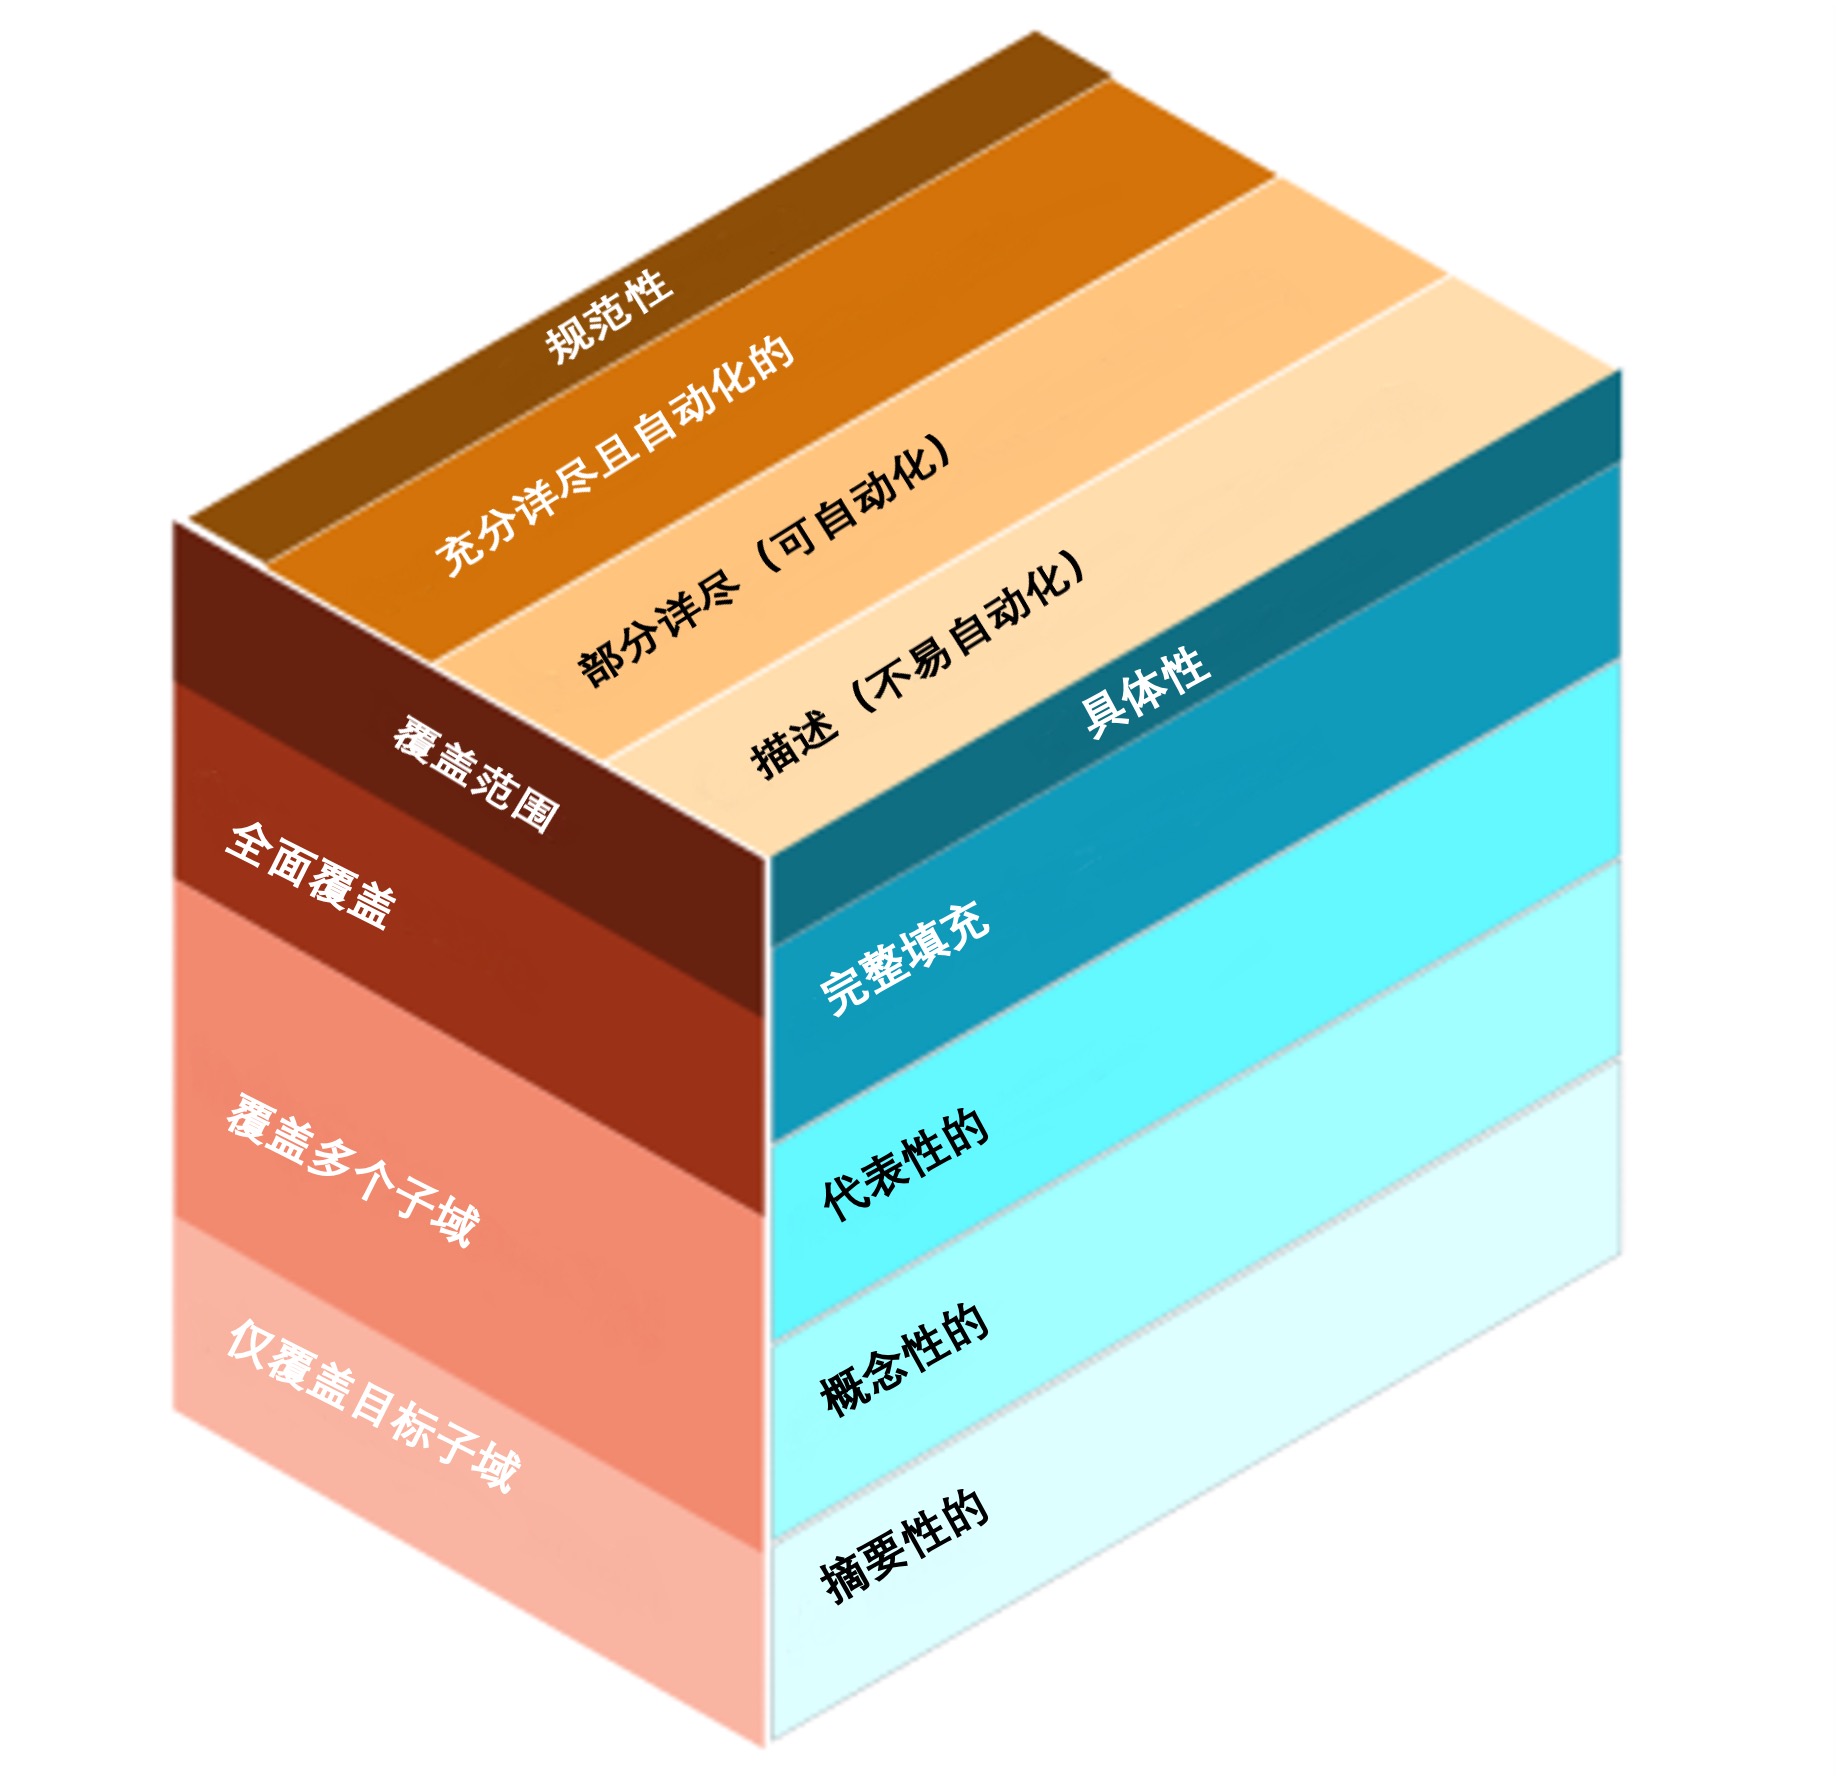 规范性
充分详尽且自动化的
部分详尽（可自动化）
描述（不易自动化）
覆盖范围
全面覆盖
覆盖多个子域
仅覆盖目标子域
具体性
完整填充
代表性的
概念性的
摘要性的